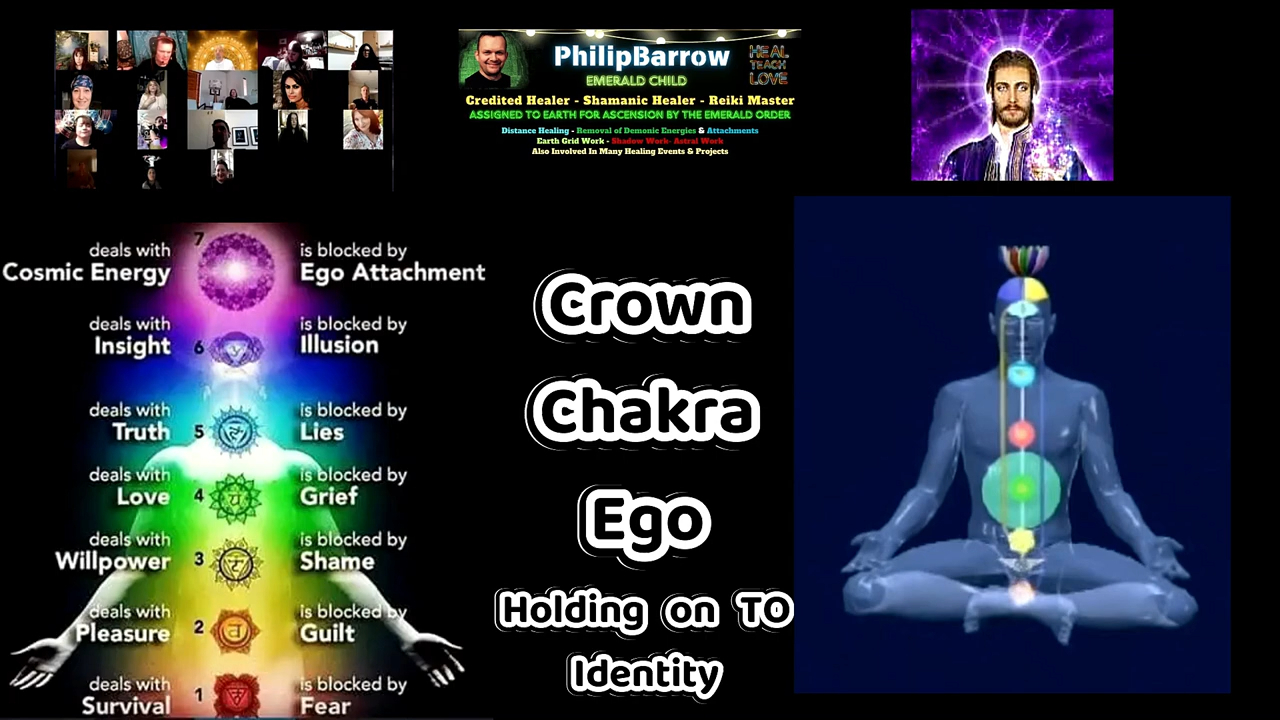 PhilipBarrow
EMERALD CHILD
HEAL
TEACH
LOVE
Credited Healer - Shamanic Healer - Reiki Master
ASSIGNED TO EARTH FOR ASCENSION BY THE EMERALD ORDER
Distance Healing - Removal of Demonic Energies & Attachments
Earth Grid Work - Shadow Work- Astral Work
Also Involved In Many Healing Events & Projects
deals with
Cosmic Energy
7
is blocked by
Ego Attachment
deals with
Insight
6
is blocked by
Illusion
deals with
Truth
5
is blocked by
Lies
deals with
Love
4
is blocked by
Grief
deals with
Willpower
3
is blocked by
Shame
deals with
Pleasure
2
is blocked by
Guilt
deals with
Survival
1
is blocked by
Fear
Crown
Chakra
Ego
Holding on TO
Identity